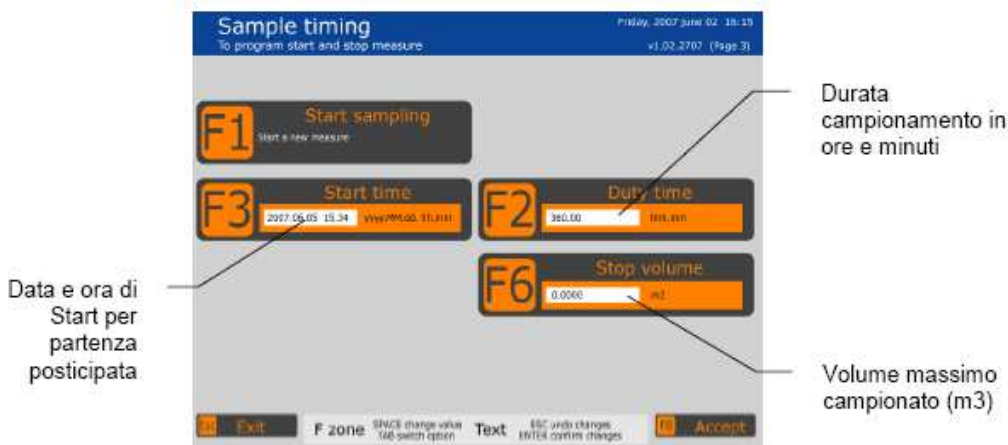 Sample timing
To program start and stop measure
Friday, 2007 June 02 16:15
v1.02.2707 (Page 3)
F1
Start sampling
Start a new measure
F3
Start time
2007.06.05 15.34 yyyy.MM.dd. hh.mm
F2
Duty time
360.00 hhh.mm
F6
Stop volume
0.0000 m3
Durata
campionamento in
ore e minuti
Data e ora di
Start per
partenza
posticipata
Volume massimo
campionato (m3)
Exit
F zone
SPACE change value
TAB switch option
Text
ESC undo changes
ENTER confirm changes
Accept